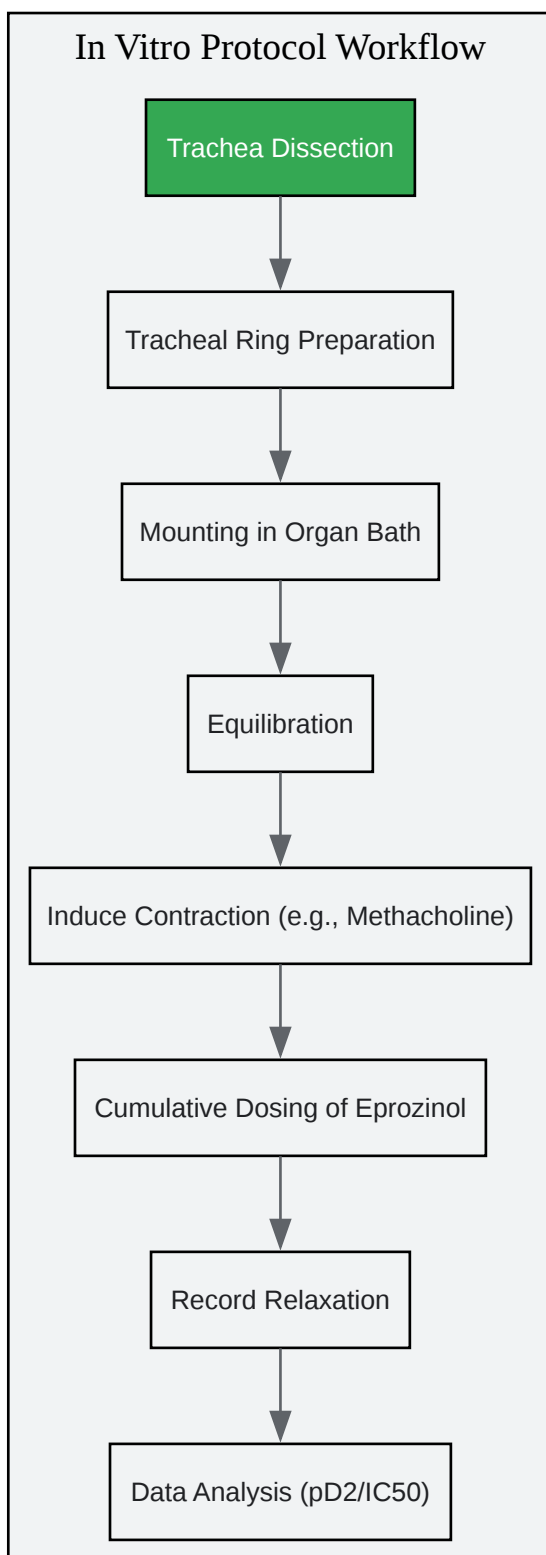 In Vitro Protocol Workflow
Trachea Dissection
Tracheal Ring Preparation
Mounting in Organ Bath
Equilibration
Induce Contraction (e.g., Methacholine)
Cumulative Dosing of Eprozinol
Record Relaxation
Data Analysis (pD2/IC50)